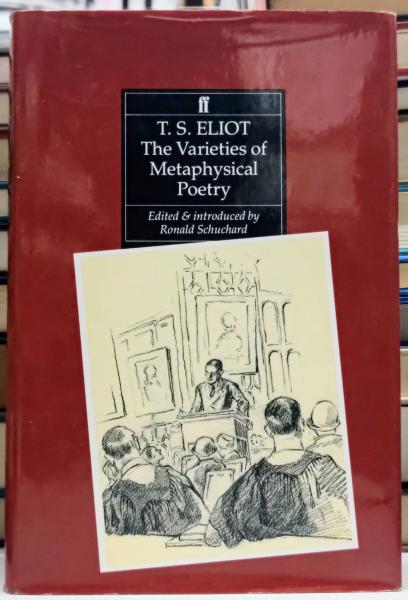 ff
T. S. ELIOT
The Varieties of
Metaphysical
Poetry
Edited & introduced by
Ronald Schuchard